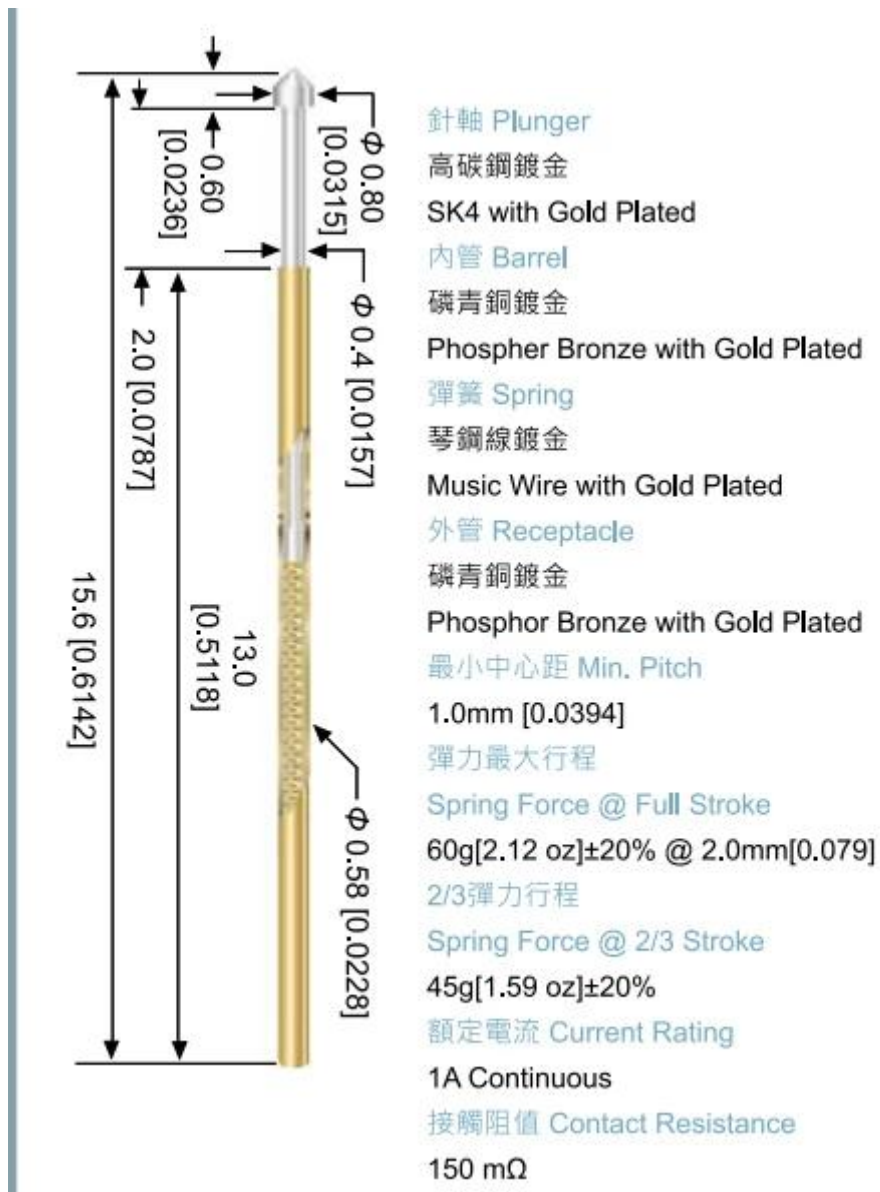 0.60
[0.0236]
Φ 0.80
[0.0315]
2.0 [0.0787]
Φ 0.4 [0.0157]
15.6 [0.6142]
13.0
[0.5118]
Φ 0.58 [0.0228]
針軸 Plunger
高碳鋼鍍金
SK4 with Gold Plated
內管 Barrel
磷青銅鍍金
Phospher Bronze with Gold Plated
彈簧 Spring
琴鋼線鍍金
Music Wire with Gold Plated
外管 Receptacle
磷青銅鍍金
Phosphor Bronze with Gold Plated
最小中心距 Min. Pitch
1.0mm [0.0394]
彈力最大行程
Spring Force @ Full Stroke
60g[2.12 oz]±20% @ 2.0mm[0.079]
2/3彈力行程
Spring Force @ 2/3 Stroke
45g[1.59 oz]±20%
額定電流 Current Rating
1A Continuous
接觸阻值 Contact Resistance
150 mΩ